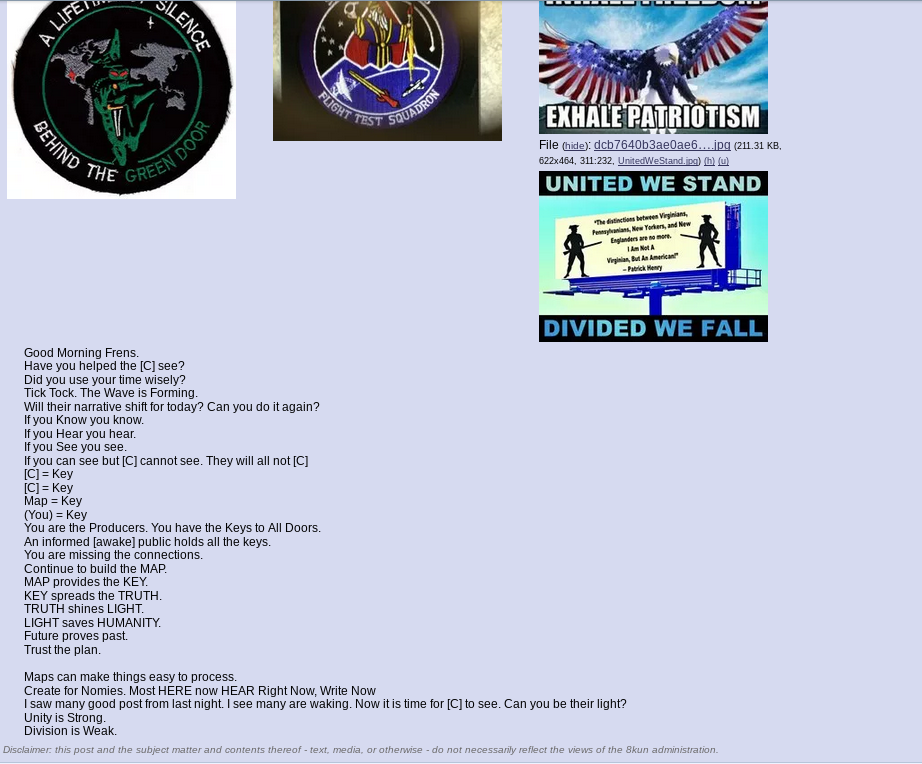 A LIFETIME OF SILENCE
BEHIND THE GREEN DOOR
FLIGHT TEST SQUADRON
INHALE FREEDOM
EXHALE PATRIOTISM
File (hide): dcb7640b3ae0ae6….jpg (211.31 KB,
622x464, 311:232, UnitedWeStand.jpg) (h) (u)
UNITED WE STAND
"The distinctions between Virginians,
Pennsylvanians, New Yorkers, and New
Englanders are no more.
I Am Not A
Virginian, But An American!"
– Patrick Henry
DIVIDED WE FALL
Good Morning Frens.
Have you helped the [C] see?
Did you use your time wisely?
Tick Tock. The Wave is Forming.
Will their narrative shift for today? Can you do it again?
If you Know you know.
If you Hear you hear.
If you See you see.
If you can see but [C] cannot see. They will all not [C]
[C] = Key
[C] = Key
Map = Key
(You) = Key
You are the Producers. You have the Keys to All Doors.
An informed [awake] public holds all the keys.
You are missing the connections.
Continue to build the MAP.
MAP provides the KEY.
KEY spreads the TRUTH.
TRUTH shines LIGHT.
LIGHT saves HUMANITY.
Future proves past.
Trust the plan.
Maps can make things easy to process.
Create for Nomies. Most HERE now HEAR Right Now, Write Now
I saw many good post from last night. I see many are waking. Now it is time for [C] to see. Can you be their light?
Unity is Strong.
Division is Weak.
Disclaimer: this post and the subject matter and contents thereof - text, media, or otherwise - do not necessarily reflect the views of the 8kun administration.